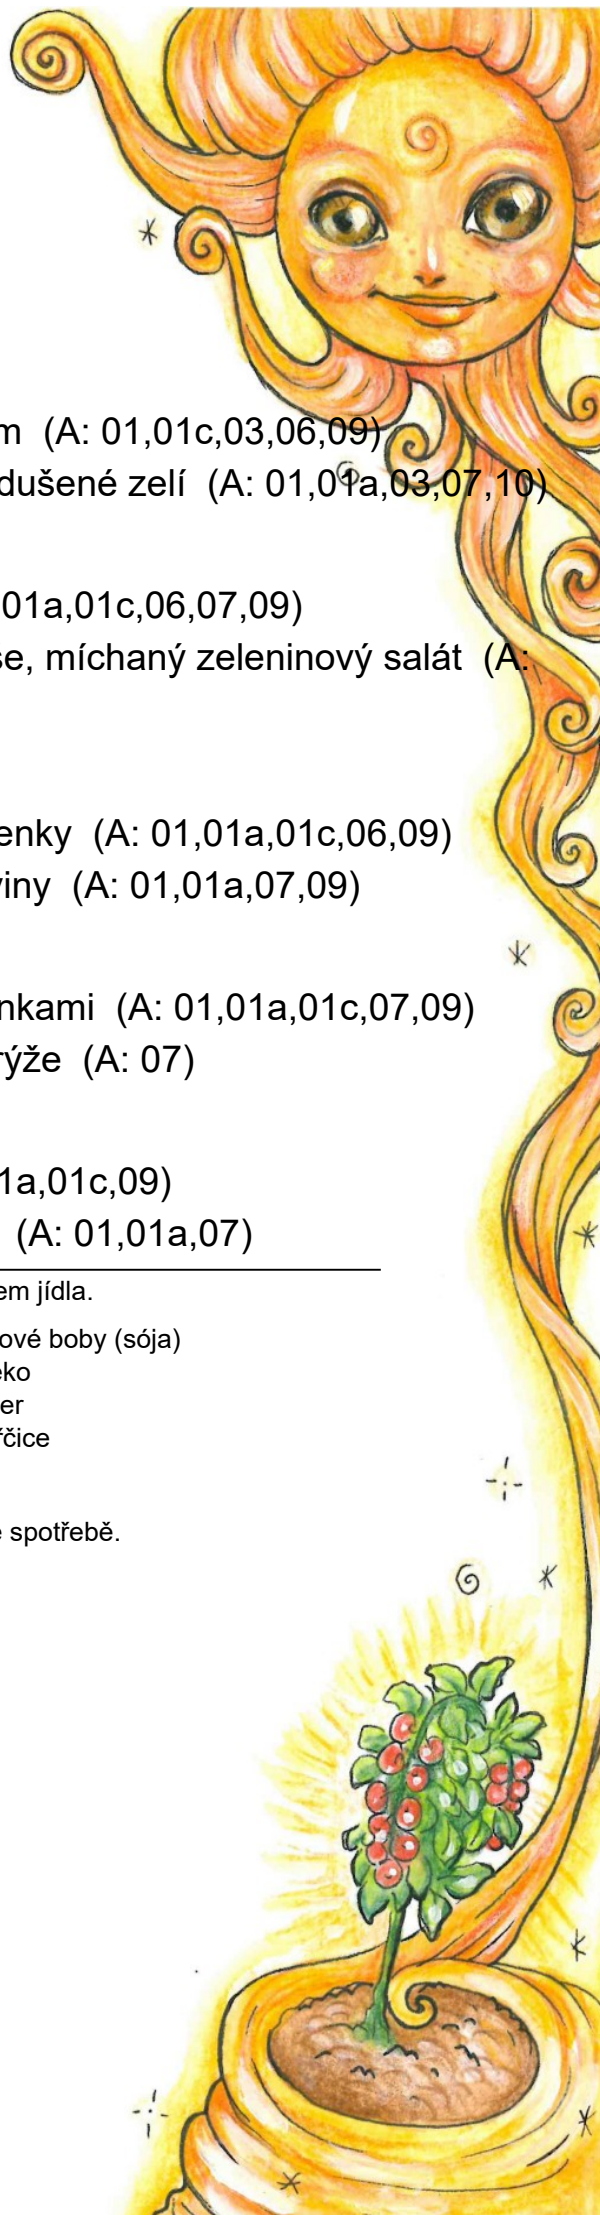 m (A: 01,01c,03,06,09)
dušené zelí (A: 01,01a,03,07,10)
01a,01c,06,07,09)
se, míchaný zeleninový salát (A:
enky (A: 01,01a,01c,06,09)
viny (A: 01,01a,07,09)
nkami (A: 01,01a,01c,07,09)
rýže (A: 07)
1a,01c,09)
(A: 01,01a,07)
em jídla.
ové boby (sója)
éko
er
řčice
é spotřebě.